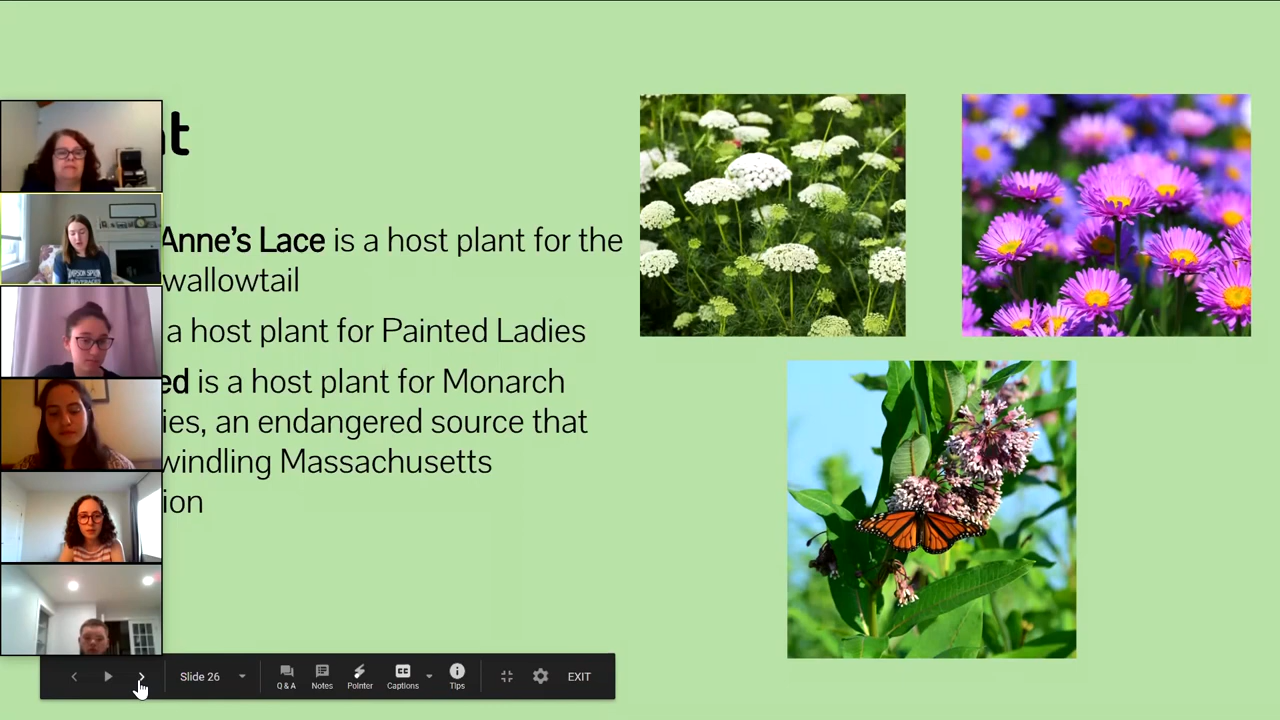 Anne's Lace is a host plant for the
wallowtail
a host plant for Painted Ladies
ed is a host plant for Monarch
ies, an endangered source that
windling Massachusetts
ion
Slide 26
Q & A
Notes
Pointer
Captions
Tips
EXIT